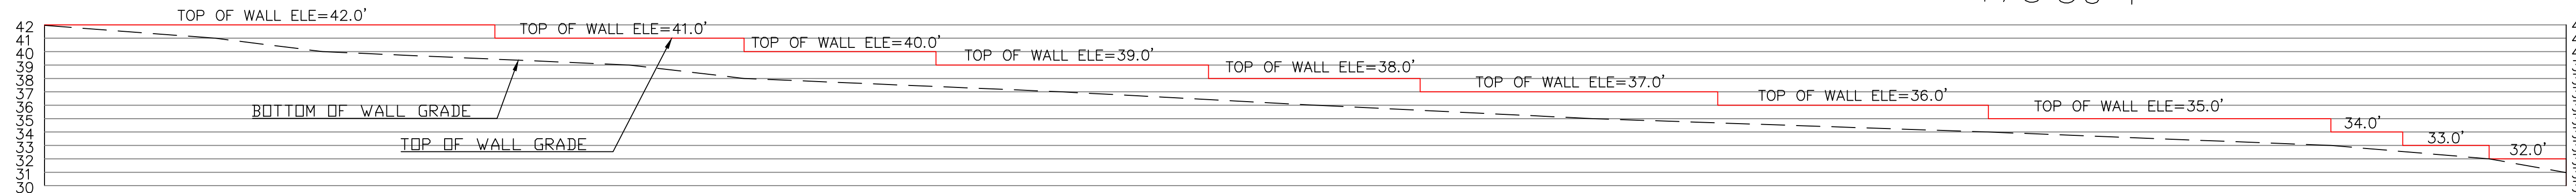 TOP OF WALL ELE=42.0'
TOP OF WALL ELE=41.0'
TOP OF WALL ELE=40.0'
TOP OF WALL ELE=39.0'
TOP OF WALL ELE=38.0'
TOP OF WALL ELE=37.0'
TOP OF WALL ELE=36.0'
TOP OF WALL ELE=35.0'
34.0'
33.0'
32.0'
BOTTOM OF WALL GRADE
TOP OF WALL GRADE
42
41
40
39
38
37
36
35
34
33
32
31
30